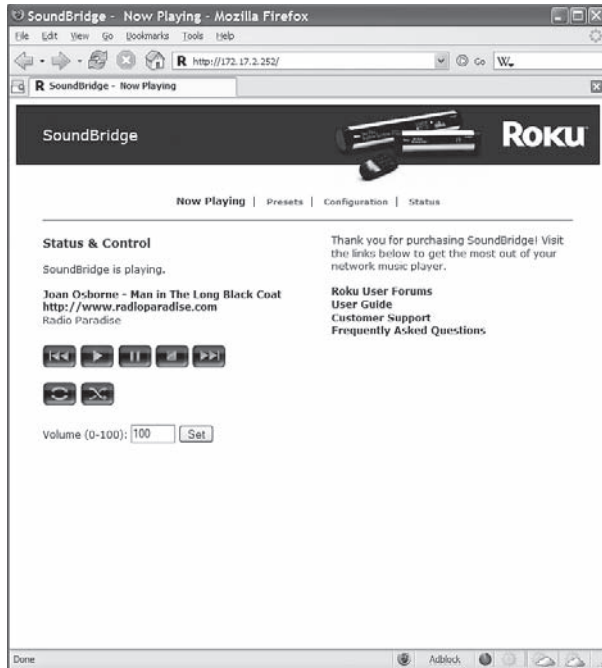 SoundBridge - Now Playing - Mozilla Firefox
File Edit View Go Bookmarks Tools Help
R http://172.17.2.252/ Go W.
R SoundBridge - Now Playing
SoundBridge
Roku
Now Playing | Presets | Configuration | Status
Status & Control
SoundBridge is playing.
Joan Osborne - Man in The Long Black Coat
http://www.radioparadise.com
Radio Paradise
Volume (0-100): 100 Set
Thank you for purchasing SoundBridge! Visit
the links below to get the most out of your
network music player.
Roku User Forums
User Guide
Customer Support
Frequently Asked Questions
Done Adblock